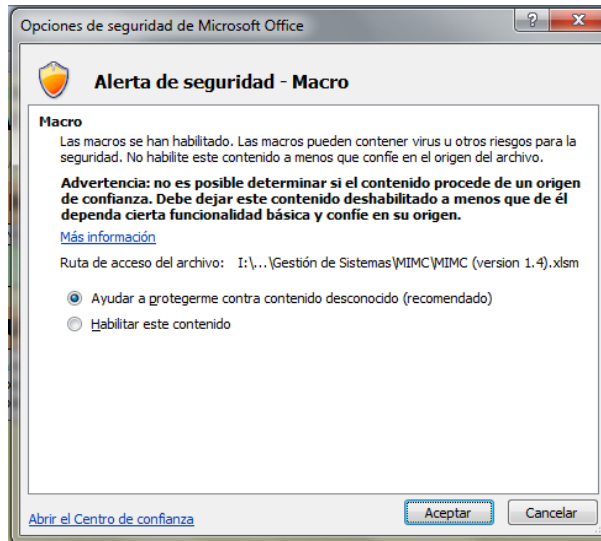 Opciones de seguridad de Microsoft Office
Alerta de seguridad - Macro
Macro
Las macros se han habilitado. Las macros pueden contener virus u otros riesgos para la
seguridad. No habilite este contenido a menos que confíe en el origen del archivo.
Advertencia: no es posible determinar si el contenido procede de un origen
de confianza. Debe dejar este contenido deshabilitado a menos que de él
dependa cierta funcionalidad básica y confíe en su origen.
Más información
Ruta de acceso del archivo: I:\...\Gestión de Sistemas\MIMC\MIMC (version 1.4).xlsm
Ayudar a protegerme contra contenido desconocido (recomendado)
Habilitar este contenido
Abrir el Centro de confianza
Aceptar
Cancelar